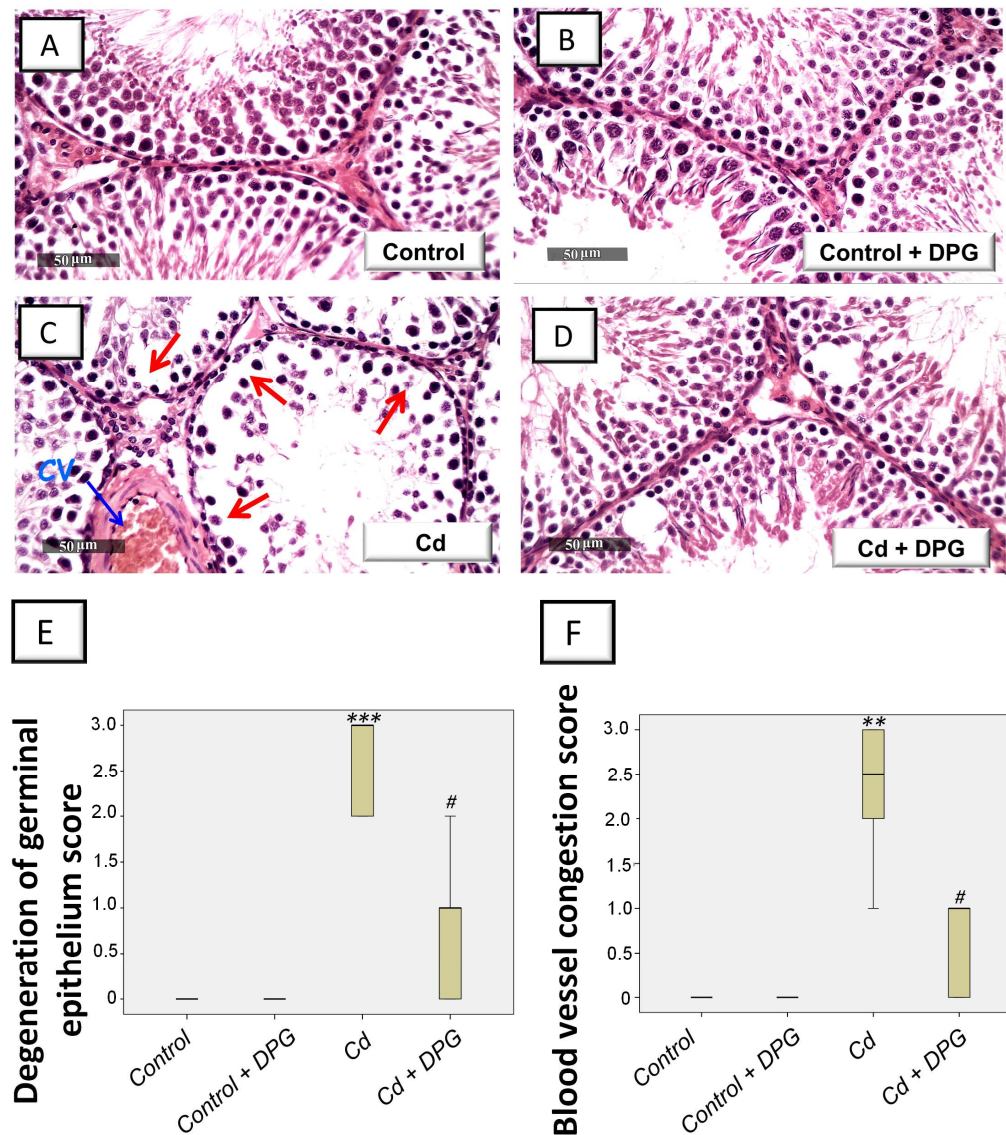 A
B
50 µm
Control
50 µm
Control + DPG
C
D
CV
50 µm
Cd
50 µm
Cd + DPG
E
F
Degeneration of germinal
epithelium score
3.0
2.5
2.0
1.5
1.0
0.5
0
***
#
Control
Control + DPG
Cd
Cd + DPG
Blood vessel congestion score
3.0
2.5
2.0
1.5
1.0
0.5
0
**
#
Control
Control + DPG
Cd
Cd + DPG